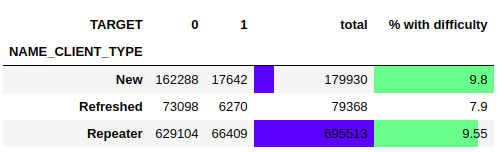 TARGET 0 1 total % with difficulty
NAME_CLIENT_TYPE
New 162288 17642 179930 9.8
Refreshed 73098 6270 79368 7.9
Repeater 629104 66409 695513 9.55